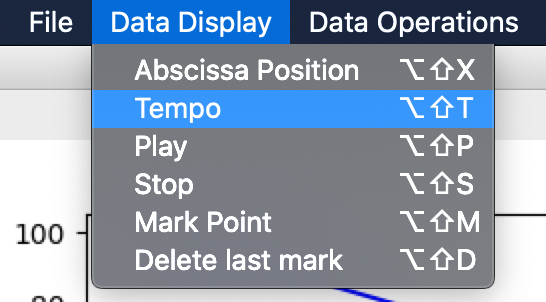 File Data Display Data Operations
Abscissa Position ⌥⇧X
Tempo ⌥⇧T
Play ⌥⇧P
Stop ⌥⇧S
100 Mark Point ⌥⇧M
Delete last mark ⌥⇧D